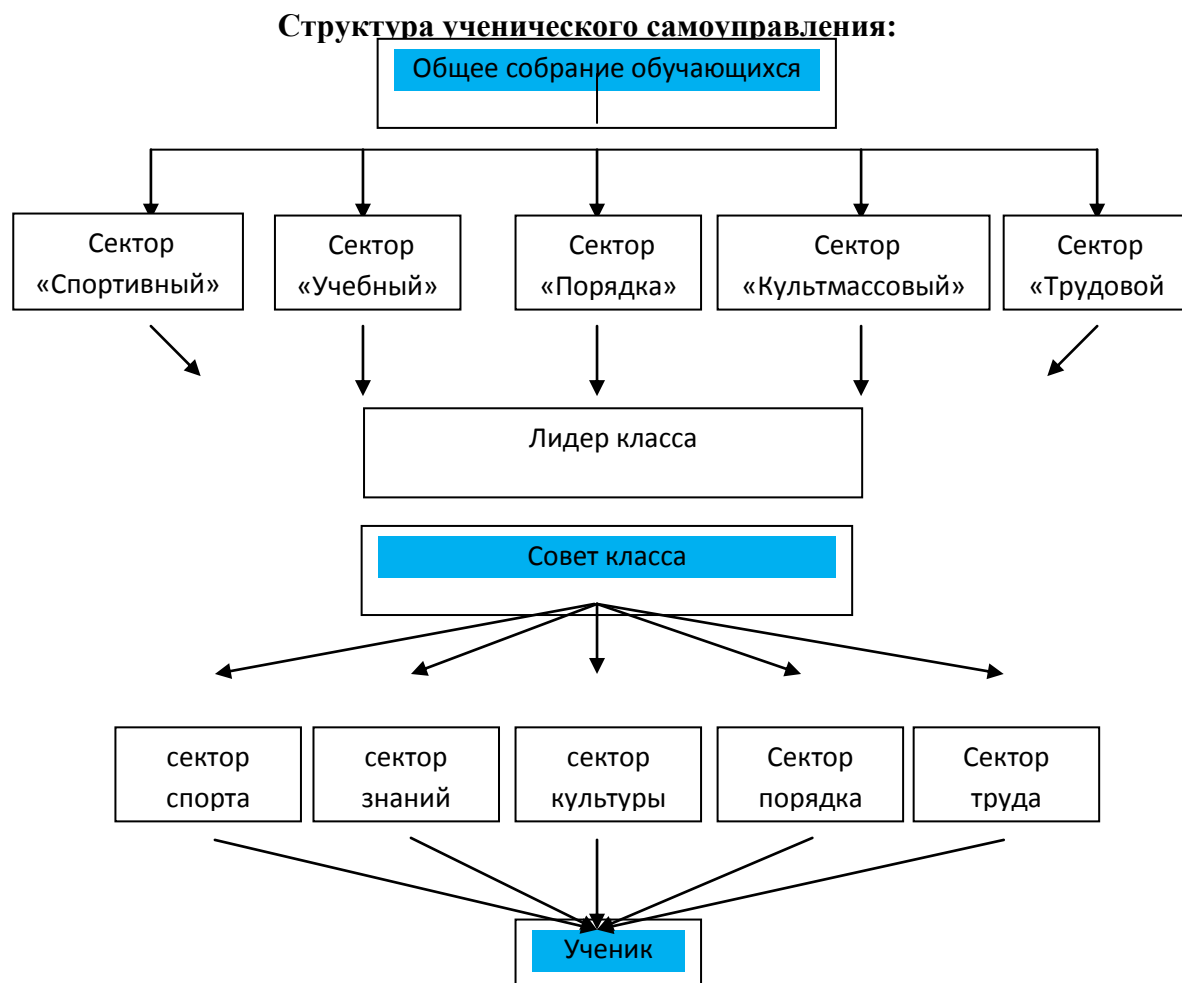 Структура ученического самоуправления:
Общее собрание обучающихся
Сектор
«Спортивный»
Сектор
«Учебный»
Сектор
«Порядка»
Сектор
«Культмассовый»
Сектор
«Трудовой
Лидер класса
Совет класса
сектор
спорта
сектор
знаний
сектор
культуры
Сектор
порядка
Сектор
труда
Ученик